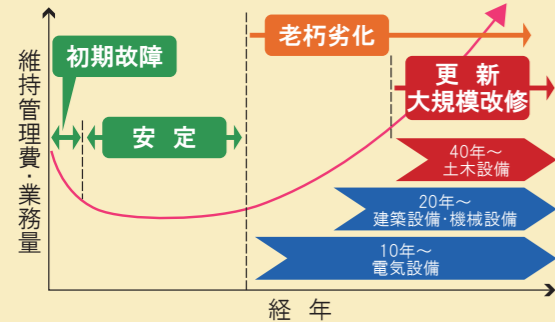 老朽劣化
初期故障
更 新
大規模改修
安 定
維持管理費・業務量
40年～
土木設備
20年～
建築設備・機械設備
10年～
電気設備
経 年